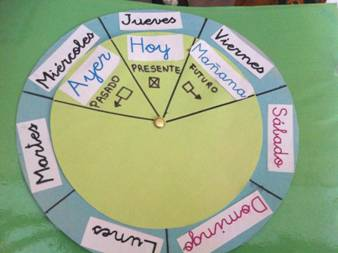 Jueves
Viernes
Sábado
Domingo
Lunes
Martes
Miércoles
Ayer
Hoy
Mañana
PASADO
PRESENTE
FUTURO